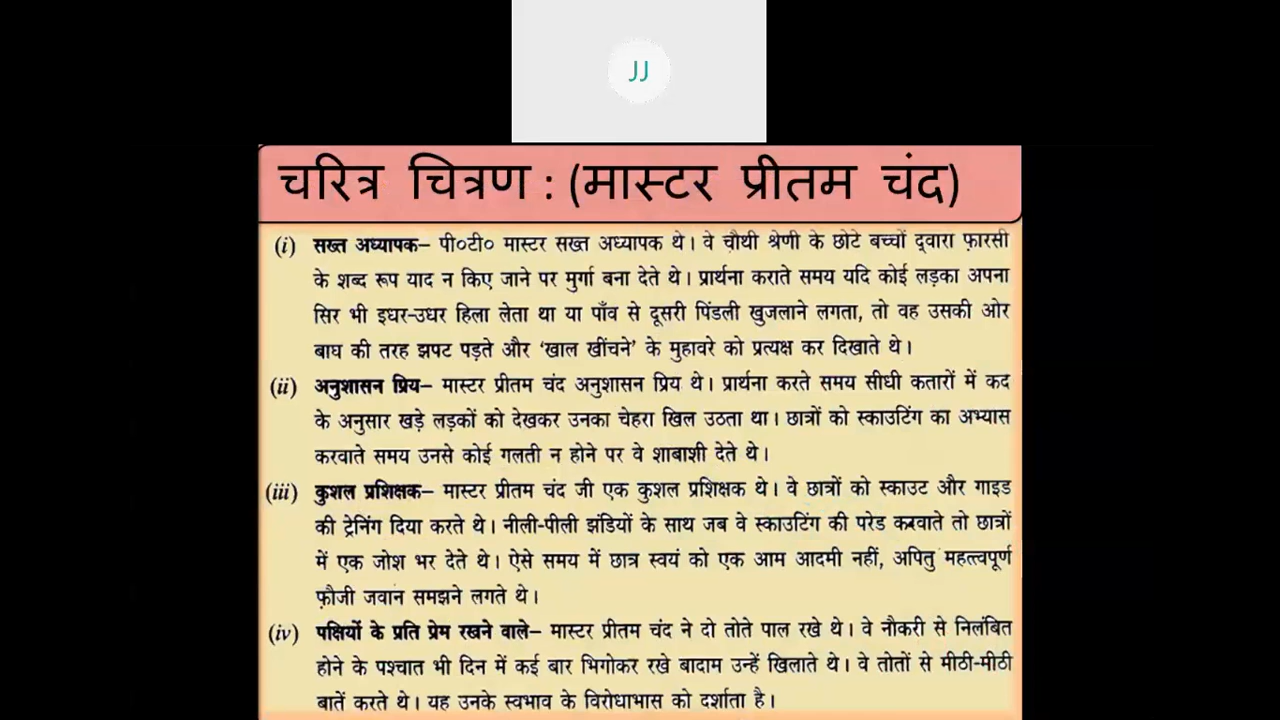 JJ
चरित्र चित्रण : (मास्टर प्रीतम चंद)
(i) सख्त अध्यापक– पी०टी० मास्टर सख्त अध्यापक थे। वे चौथी श्रेणी के छोटे बच्चों द्वारा फ़ारसी
के शब्द रूप याद न किए जाने पर मुर्गा बना देते थे। प्रार्थना कराते समय यदि कोई लड़का अपना
सिर भी इधर-उधर हिला लेता था या पाँव से दूसरी पिंडली खुजलाने लगता, तो वह उसकी ओर
बाघ की तरह झपट पड़ते और ‘खाल खींचने’ के मुहावरे को प्रत्यक्ष कर दिखाते थे।
(ii) अनुशासन प्रिय– मास्टर प्रीतम चंद अनुशासन प्रिय थे। प्रार्थना करते समय सीधी कतारों में कद
के अनुसार खड़े लड़कों को देखकर उनका चेहरा खिल उठता था। छात्रों को स्काउटिंग का अभ्यास
करवाते समय उनसे कोई गलती न होने पर वे शाबाशी देते थे।
(iii) कुशल प्रशिक्षक– मास्टर प्रीतम चंद जी एक कुशल प्रशिक्षक थे। वे छात्रों को स्काउट और गाइड
की ट्रेनिंग दिया करते थे। नीली-पीली झंडियों के साथ जब वे स्काउटिंग की परेड करवाते तो छात्रों
में एक जोश भर देते थे। ऐसे समय में छात्र स्वयं को एक आम आदमी नहीं, अपितु महत्त्वपूर्ण
फ़ौजी जवान समझने लगते थे।
(iv) पक्षियों के प्रति प्रेम रखने वाले– मास्टर प्रीतम चंद ने दो तोते पाल रखे थे। वे नौकरी से निलंबित
होने के पश्चात भी दिन में कई बार भिगोकर रखे बादाम उन्हें खिलाते थे। वे तोतों से मीठी-मीठी
बातें करते थे। यह उनके स्वभाव के विरोधाभास को दर्शाता है।